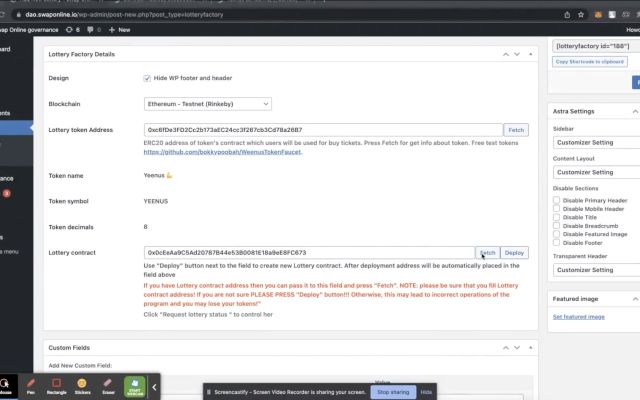 dao.swaponline.io/wp-admin/post-new.php?post_type=lotteryfactory
wap Online governance
6
0
New
Howd
[lotteryfactory id="188"]
Copy Shortcode to clipboard
Lottery Factory Details
Design
Hide WP footer and header
Blockchain
Ethereum - Testnet (Rinkeby)
Lottery token Address
0xc6fDe3FD2Cc2b173aEC24cc3f267cb3Cd78a26B7
Fetch
ERC20 address of token's contract which users will be used for buy tickets. Press Fetch for get info about token. Free test tokens
https://github.com/bokkypoobah/WeenusTokenFaucet.
Token name
Yeenus 💪
Token symbol
YEENUS
Token decimals
8
Lottery contract
0x0cEeAa9C5Ad20787B44e53B0081E18a9eE8FC673
Fetch
Deploy
Use "Deploy" button next to the field to create new Lottery contract. After deployment address will be automatically placed in the
field above
If you have Lottery contract address then you can pass it to this field and press "Fetch". NOTE: please be sure that you fill Lottery
contract address! If you are not sure PLEASE PRESS "Deploy" button!!! Otherwise, this may lead to incorrect operations of the
program and you may lose your tokens!"
Click "Request lottery status " to control her
Custom Fields
Add New Custom Field:
Value
Astra Settings
Sidebar
Customizer Setting
Content Layout
Customizer Setting
Disable Sections
Disable Primary Header
Disable Mobile Header
Disable Title
Disable Breadcrumb
Disable Featured Image
Disable Footer
Transparent Header
Customizer Setting
Featured image
Set featured image
board
ents
ance
3
e menu
ouse
Pen
Rectangle
Stickers
Eraser
START
WEBCAM
Screencastify - Screen Video Recorder is sharing your screen.
Stop sharing
Hide